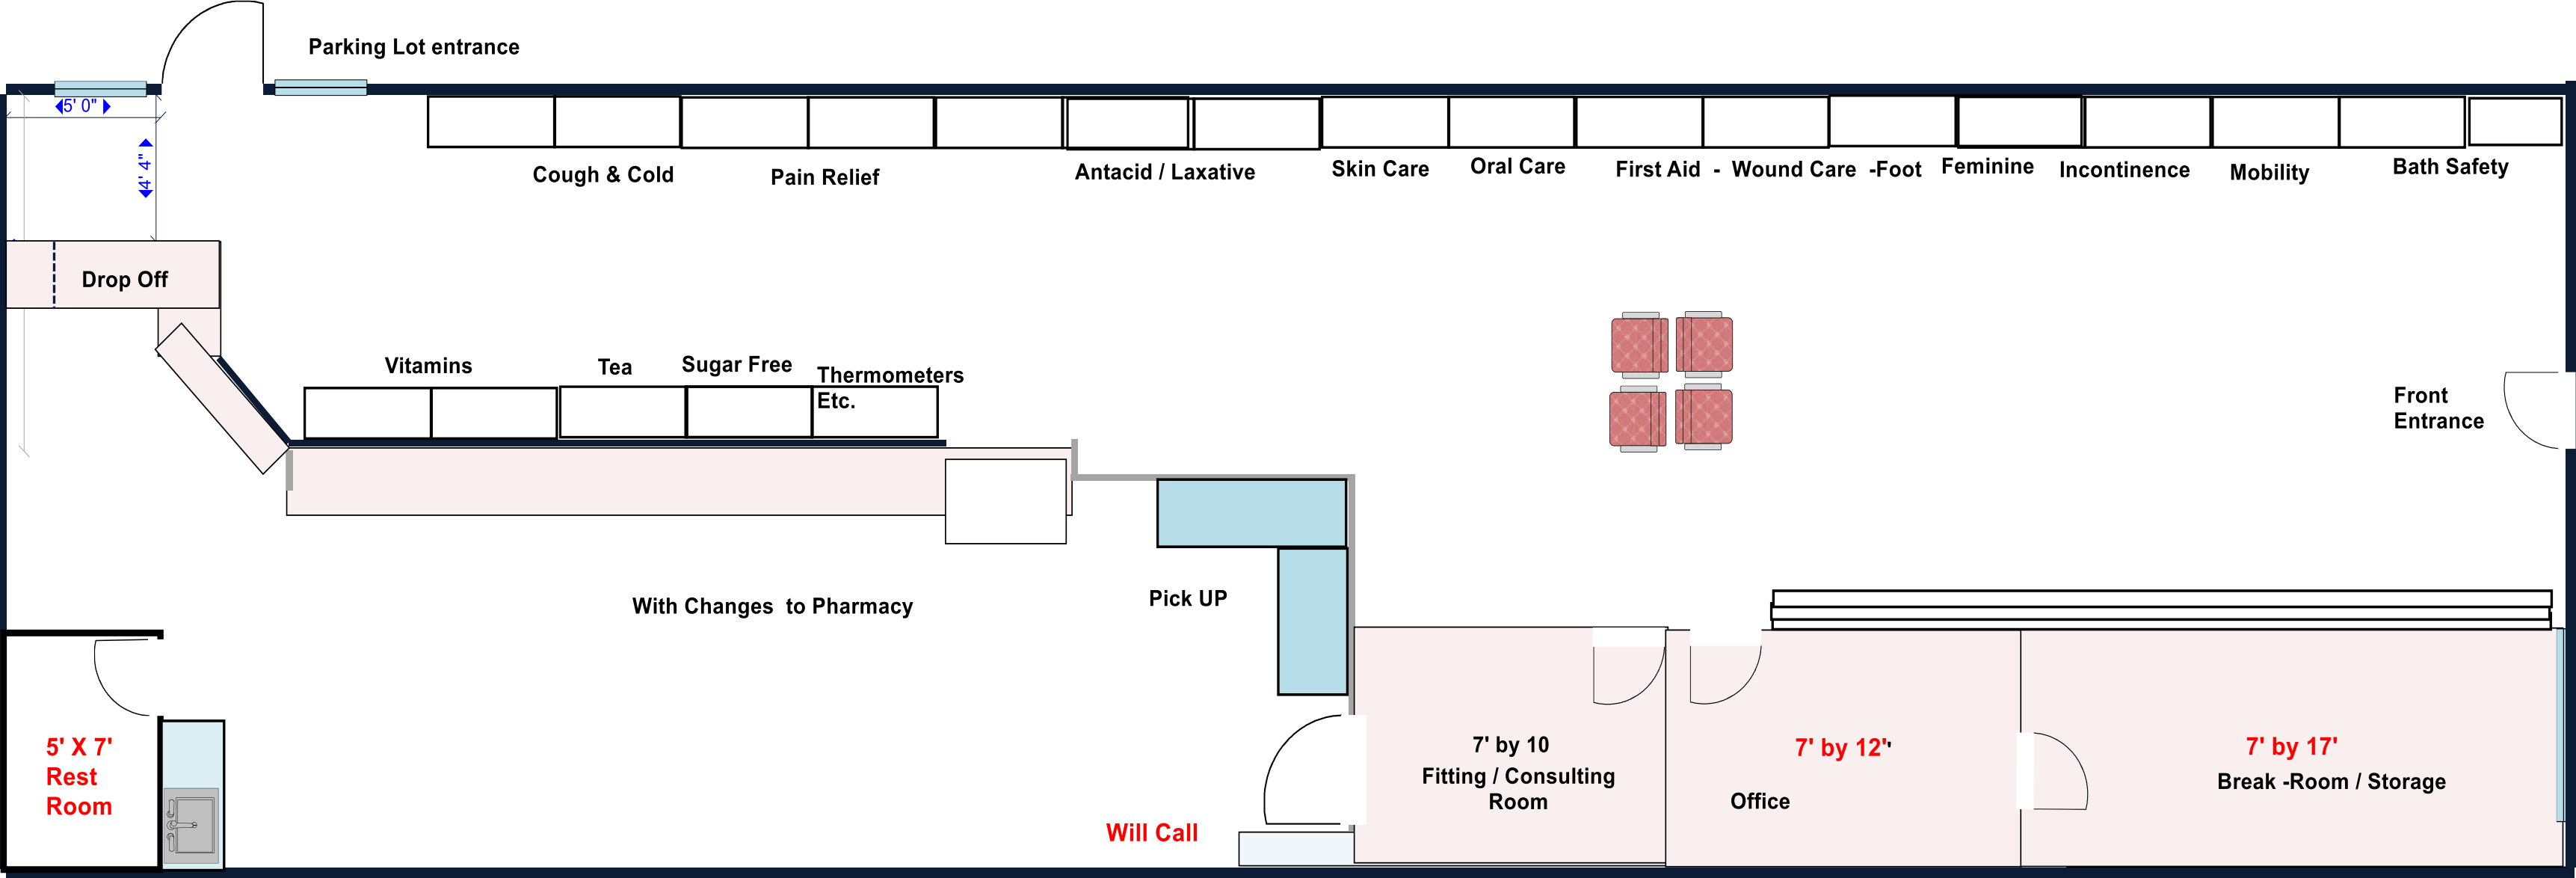 Parking Lot entrance
5' 0"
4' 4"
Cough & Cold
Pain Relief
Antacid / Laxative
Skin Care
Oral Care
First Aid - Wound Care -Foot
Feminine
Incontinence
Mobility
Bath Safety
Drop Off
Vitamins
Tea
Sugar Free
Thermometers
Etc.
Front
Entrance
With Changes to Pharmacy
Pick UP
5' X 7'
Rest
Room
Will Call
7' by 10
Fitting / Consulting
Room
7' by 12''
Office
7' by 17'
Break -Room / Storage